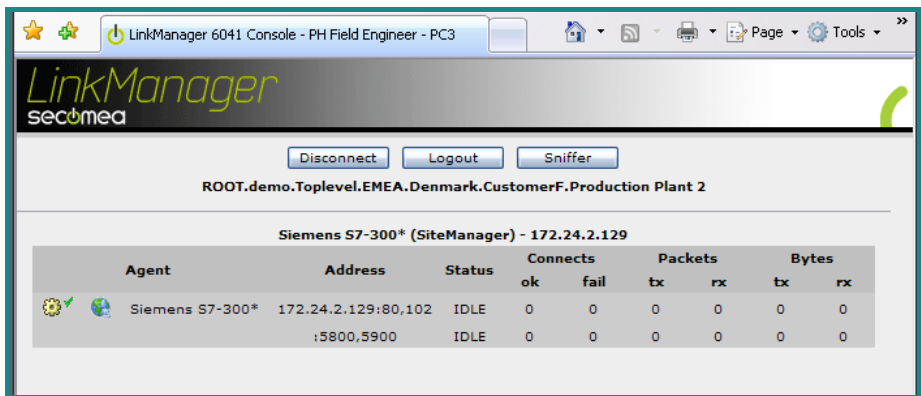 LinkManager 6041 Console - PH Field Engineer - PC3
Page
Tools
»
LinkManager
secomea
Disconnect
Logout
Sniffer
ROOT.demo.Toplevel.EMEA.Denmark.CustomerF.Production Plant 2
Siemens S7-300* (SiteManager) - 172.24.2.129
Agent Address Status Connects Packets Bytes
ok fail tx rx tx rx
Siemens S7-300* 172.24.2.129:80,102 IDLE 0 0 0 0 0 0
:5800,5900 IDLE 0 0 0 0 0 0